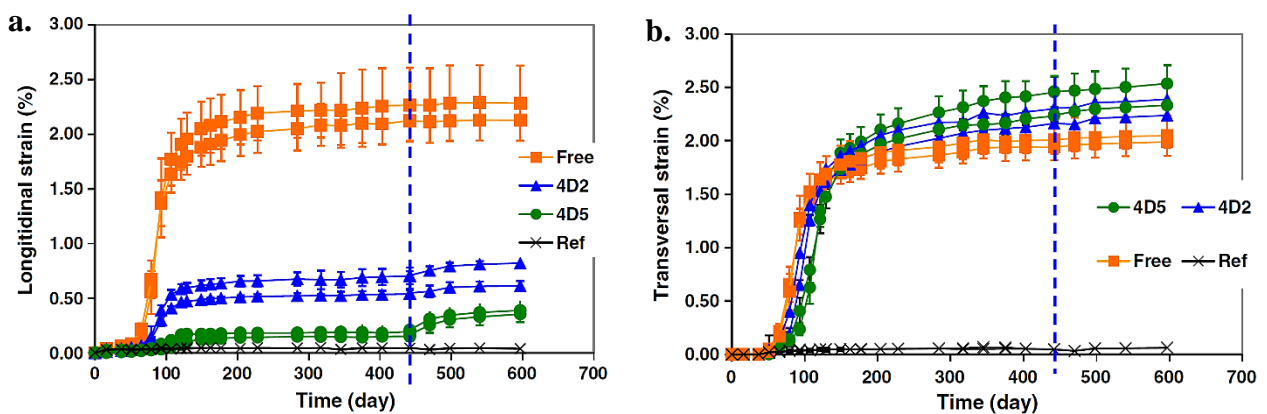 a.
Longitidinal strain (%)
3.00
2.50
2.00
1.50
1.00
0.50
0.00
0 100 200 300 400 500 600 700
Time (day)
Free
4D2
4D5
Ref
b.
Transversal strain (%)
3.00
2.50
2.00
1.50
1.00
0.50
0.00
0 100 200 300 400 500 600 700
Time (day)
4D5 4D2
Free Ref